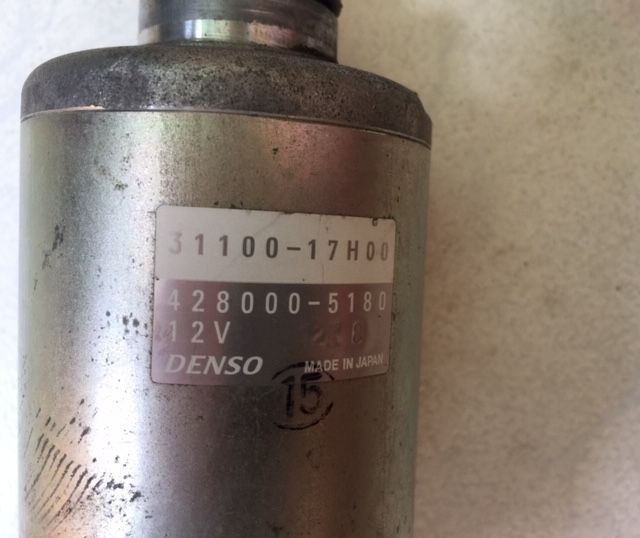 31100-17H00
428000-5180
12V
DENSO MADE IN JAPAN
15